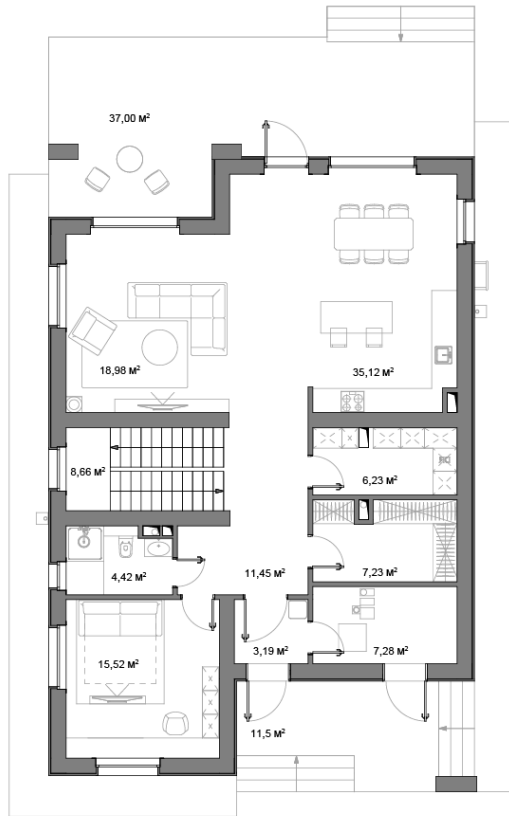 37,00 м²
18,98 м²
35,12 м²
8,66 м²
6,23 м²
4,42 м²
11,45 м²
7,23 м²
15,52 м²
3,19 м²
7,28 м²
11,5 м²